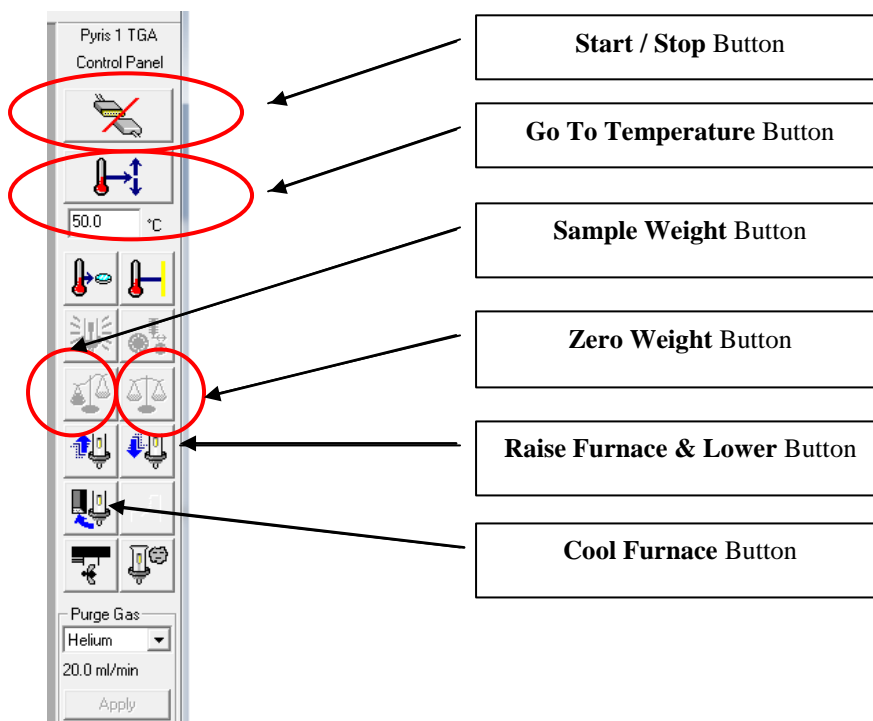 Pyris 1 TGA
Control Panel
50.0 °C
Purge Gas
Helium
20.0 ml/min
Apply
Start / Stop Button
Go To Temperature Button
Sample Weight Button
Zero Weight Button
Raise Furnace & Lower Button
Cool Furnace Button